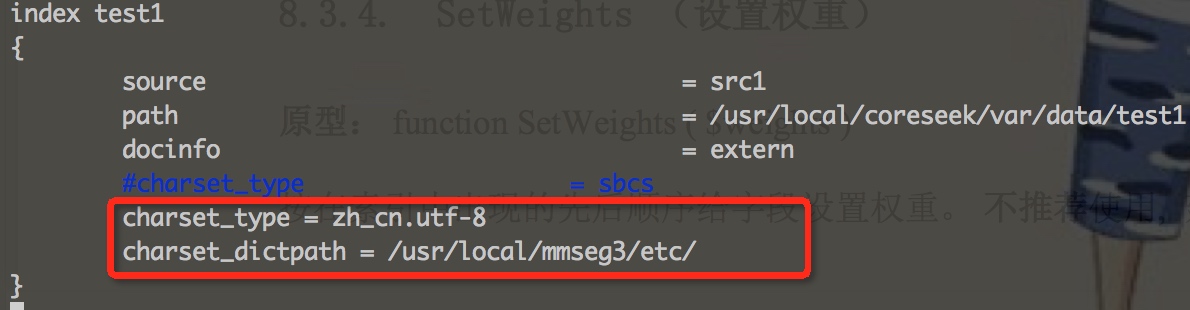 8.3.4. SetWeights （设置权重）
index test1
{
source = src1
path = /usr/local/coreseek/var/data/test1
原型： function SetWeights ( $weights )
docinfo = extern
#charset_type = sbcs
现的先后顺序给字段设置权重。 不推荐使用,
charset_type = zh_cn.utf-8
charset_dictpath = /usr/local/mmseg3/etc/
}